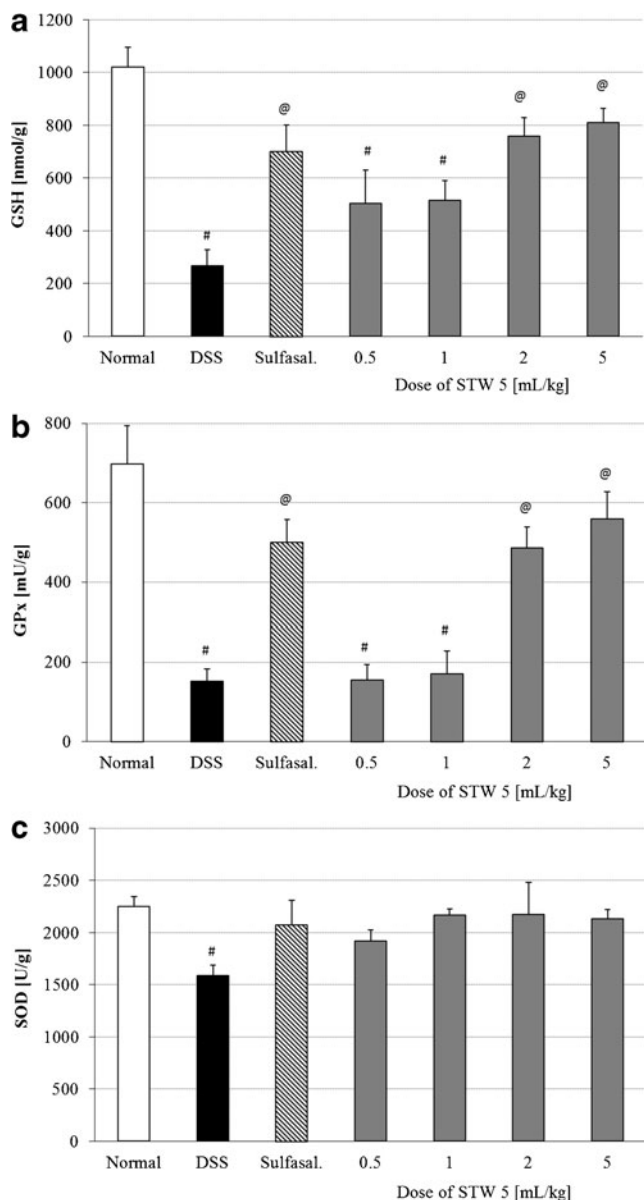 a
1200
1000
800
600
400
200
0
GSH [nmol/g]
#
@
#
#
@
@
Normal DSS Sulfasal. 0.5 1 2 5
Dose of STW 5 [mL/kg]
b
800
600
400
200
0
GPx [mU/g]
#
@
#
#
@
@
Normal DSS Sulfasal. 0.5 1 2 5
Dose of STW 5 [mL/kg]
c
3000
2500
2000
1500
1000
500
0
SOD [U/g]
#
Normal DSS Sulfasal. 0.5 1 2 5
Dose of STW 5 [mL/kg]